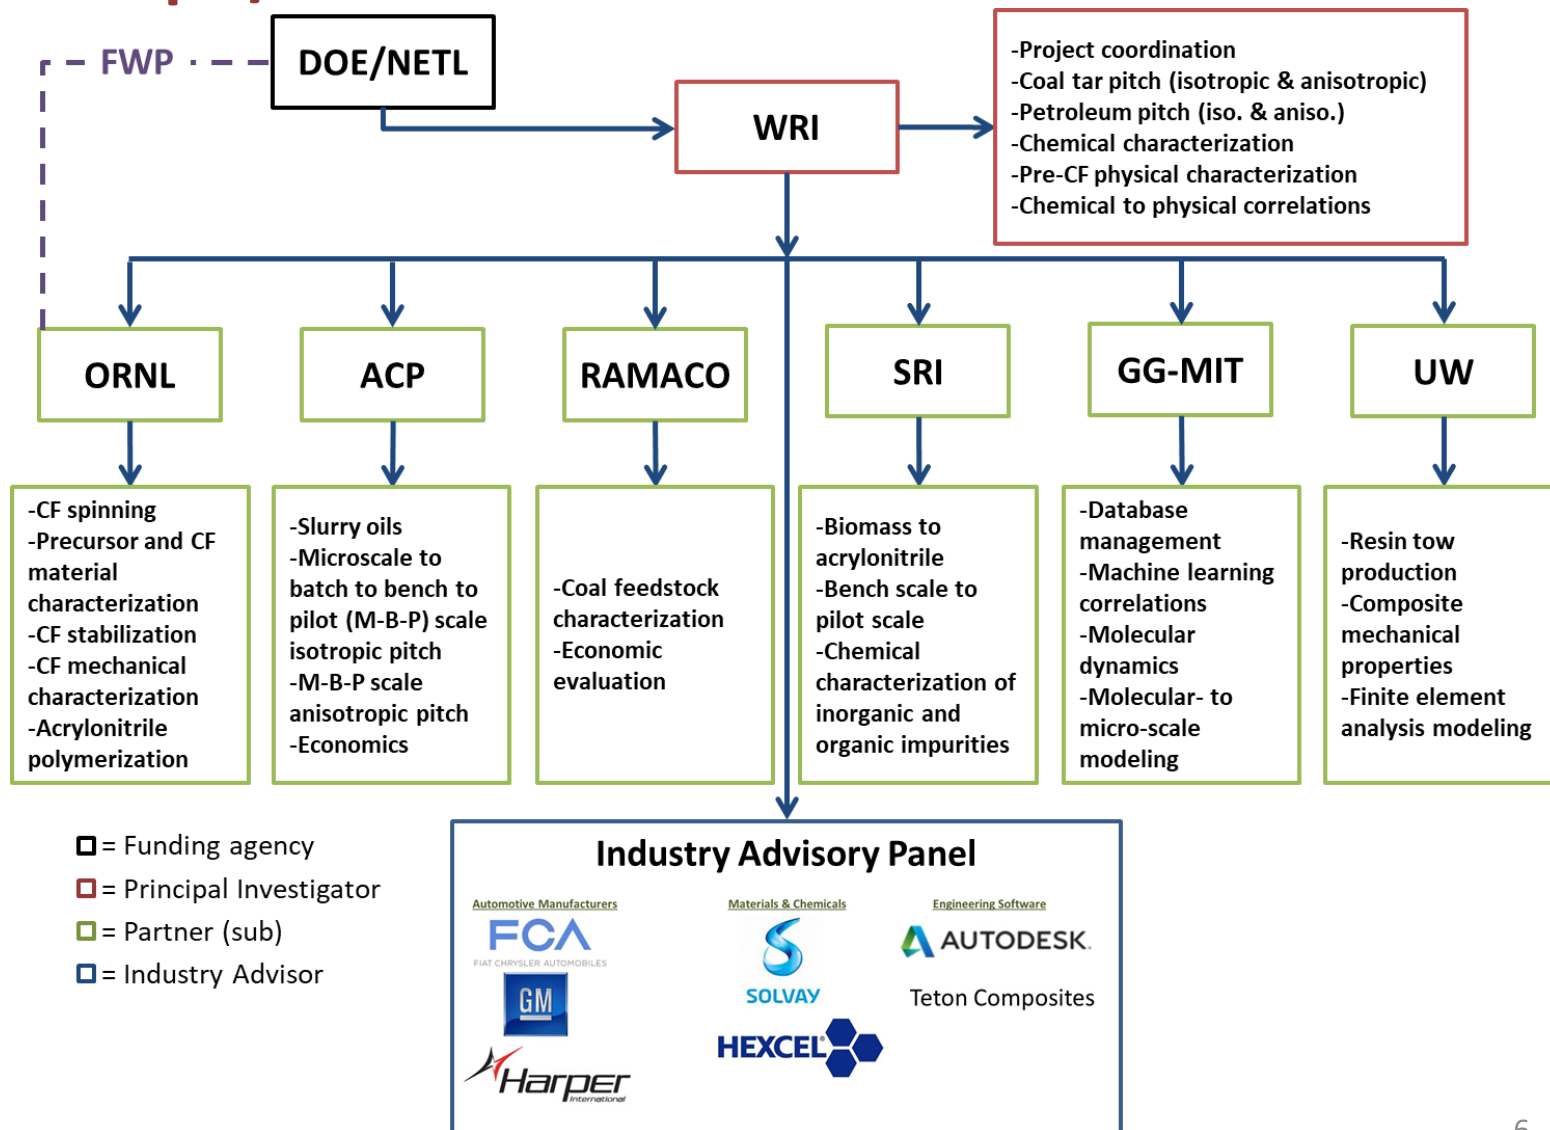 FWP
DOE/NETL
WRI
-Project coordination
-Coal tar pitch (isotropic & anisotropic)
-Petroleum pitch (iso. & aniso.)
-Chemical characterization
-Pre-CF physical characterization
-Chemical to physical correlations
ORNL
ACP
RAMACO
SRI
GG-MIT
UW
-CF spinning
-Precursor and CF
material
characterization
-CF stabilization
-CF mechanical
characterization
-Acrylonitrile
polymerization
-Slurry oils
-Microscale to
batch to bench to
pilot (M-B-P) scale
isotropic pitch
-M-B-P scale
anisotropic pitch
-Economics
-Coal feedstock
characterization
-Economic
evaluation
-Biomass to
acrylonitrile
-Bench scale to
pilot scale
-Chemical
characterization of
inorganic and
organic impurities
-Database
management
-Machine learning
correlations
-Molecular
dynamics
-Molecular- to
micro-scale
modeling
-Resin tow
production
-Composite
mechanical
properties
-Finite element
analysis modeling
= Funding agency
= Principal Investigator
= Partner (sub)
= Industry Advisor
Industry Advisory Panel
Automotive Manufacturers
FCA
FIAT CHRYSLER AUTOMOBILES
GM
Harper
International
Materials & Chemicals
SOLVAY
HEXCEL
Engineering Software
AUTODESK.
Teton Composites